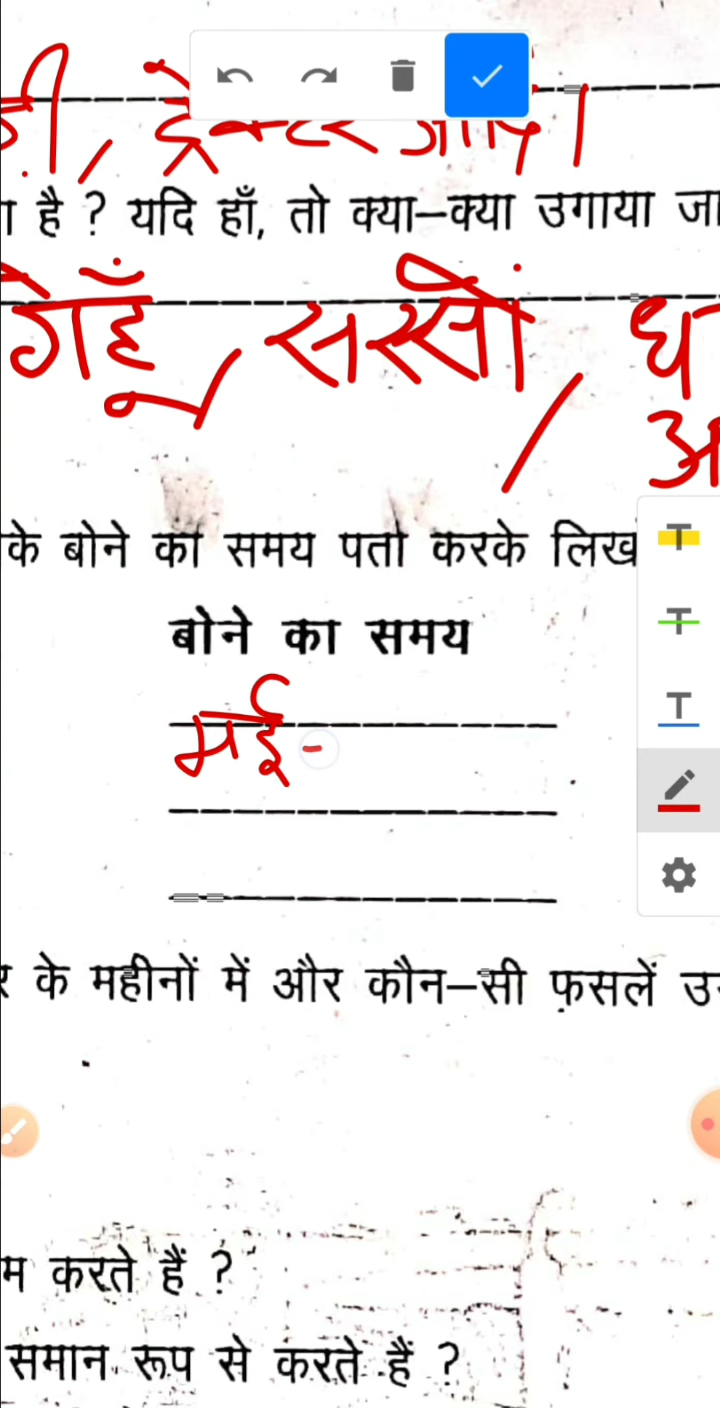 ी, ट्रेक्टर आदि।
ा है ? यदि हाँ, तो क्या–क्या उगाया जा
गेहूँ, सरसों, ध
अ
के बोने का समय पता करके लिख
बोने का समय
मई-
र के महीनों में और कौन–सी फ़सलें उ
म करते हैं ?
समान रूप से करते हैं ?